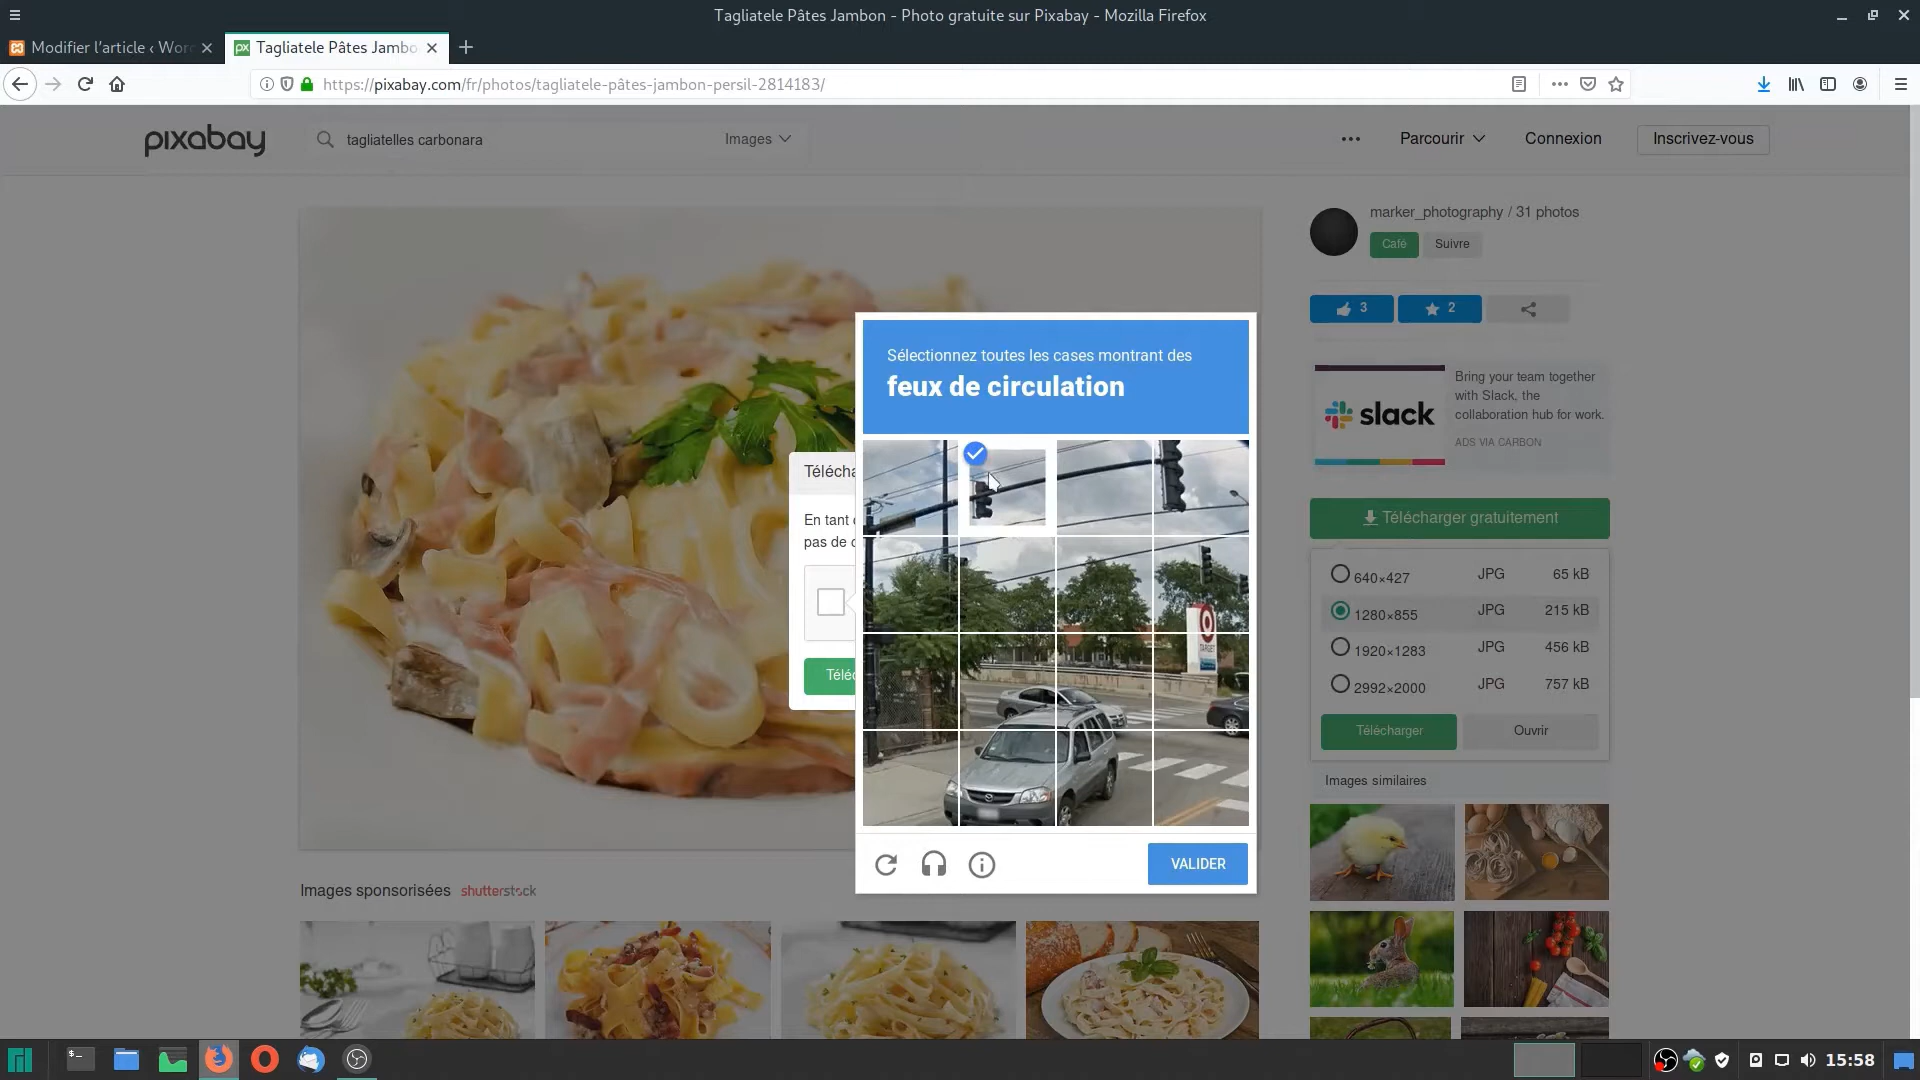 Tagliatele Pâtes Jambon - Photo gratuite sur Pixabay - Mozilla Firefox
Modifier l'article ‹ Wor
Tagliatele Pâtes Jambo
https://pixabay.com/fr/photos/tagliatele-pâtes-jambon-persil-2814183/
pixabay
tagliatelles carbonara
Images
Parcourir
Connexion
Inscrivez-vous
marker_photography / 31 photos
Café
Suivre
3
2
Sélectionnez toutes les cases montrant des
feux de circulation
slack
Bring your team together
with Slack, the
collaboration hub for work.
ADS VIA CARBON
Télécha
En tant
pas de
Téléc
TARGET
VALIDER
Télécharger gratuitement
640×427 JPG 65 kB
1280×855 JPG 215 kB
1920×1283 JPG 456 kB
2992×2000 JPG 757 kB
Télécharger
Ouvrir
Images similaires
Images sponsorisées shutterstock
15:58